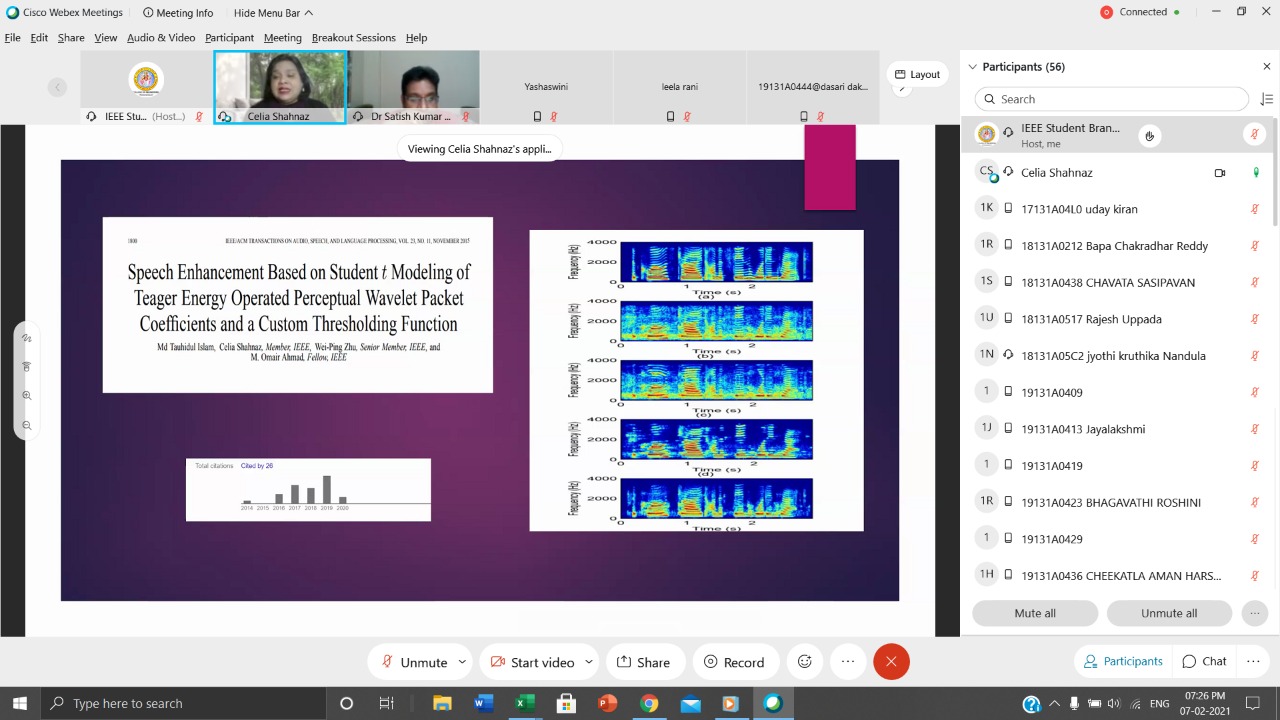 Cisco Webex Meetings
Meeting Info
Hide Menu Bar
Connected
File Edit Share View Audio & Video Participant Meeting Breakout Sessions Help
IEEE Stu... (Host...
Celia Shahnaz
Dr Satish Kumar ...
Yashaswini
leela rani
19131A0444@dasari dak...
Layout
Viewing Celia Shahnaz's appli...
1800 IEEE/ACM TRANSACTIONS ON AUDIO, SPEECH, AND LANGUAGE PROCESSING, VOL. 23, NO. 11, NOVEMBER 2015
Speech Enhancement Based on Student t Modeling of
Teager Energy Operated Perceptual Wavelet Packet
Coefficients and a Custom Thresholding Function
Md Tauhidul Islam, Celia Shahnaz, Member, IEEE, Wei-Ping Zhu, Senior Member, IEEE, and
M. Omair Ahmad, Fellow, IEEE
Total citations Cited by 26
2014 2015 2016 2017 2018 2019 2020
Frequency (Hz)
4000
2000
0
0 1 2
Time (s)
(a)
Frequency (Hz)
4000
2000
0
0 1 2
Time (s)
(b)
Frequency (Hz)
4000
2000
0
0 1 2
Time (s)
(c)
Frequency (Hz)
4000
2000
0
0 1 2
Time (s)
(d)
Frequency (Hz)
4000
2000
0
0 1 2
Time (s)
Participants (56)
Search
IEEE Student Bran...
Host, me
CS Celia Shahnaz
1K 17131A04L0 uday kiran
1R 18131A0212 Bapa Chakradhar Reddy
1S 18131A0438 CHAVATA SASIPAVAN
1U 18131A0517 Rajesh Uppada
1N 18131A05C2 jyothi kruthika Nandula
1 19131A0409
1J 19131A0413 Jayalakshmi
1 19131A0419
1R 19131A0423 BHAGAVATHI ROSHINI
1 19131A0429
1H 19131A0436 CHEEKATLA AMAN HARS...
Mute all
Unmute all
Unmute
Start video
Share
Record
Participants
Chat
Type here to search
ENG
07:26 PM
07-02-2021